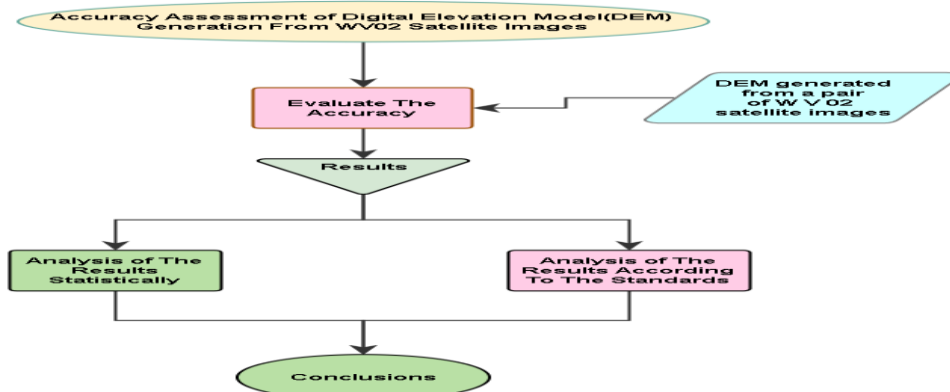 Accuracy Assessment of Digital Elevation Model(DEM)
Generation From WV02 Satellite Images
Evaluate The
Accuracy
DEM generated
from a pair
of W V 02
satellite images
Results
Analysis of The
Results
Statistically
Analysis of The
Results According
To The Standards
Conclusions